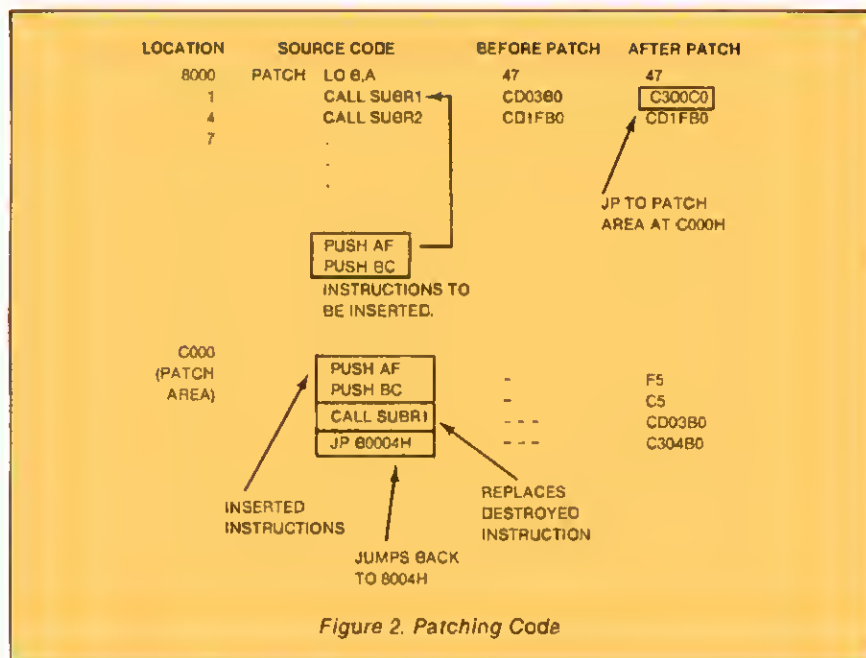 LOCATION SOURCE CODE BEFORE PATCH AFTER PATCH
8000 PATCH LO B,A 47 47
1 CALL SUBR1 CD03B0 C300C0
4 CALL SUBR2 CD1FB0 CD1FB0
7 .
.
.
JP TO PATCH
AREA AT C000H
PUSH AF
PUSH BC
INSTRUCTIONS TO
BE INSERTED.
C000
(PATCH
AREA)
PUSH AF - F5
PUSH BC - C5
CALL SUBR1 - - - CD03B0
JP 80004H - - - C304B0
INSERTED
INSTRUCTIONS
REPLACES
DESTROYED
INSTRUCTION
JUMPS BACK
TO 8004H
Figure 2. Patching Code